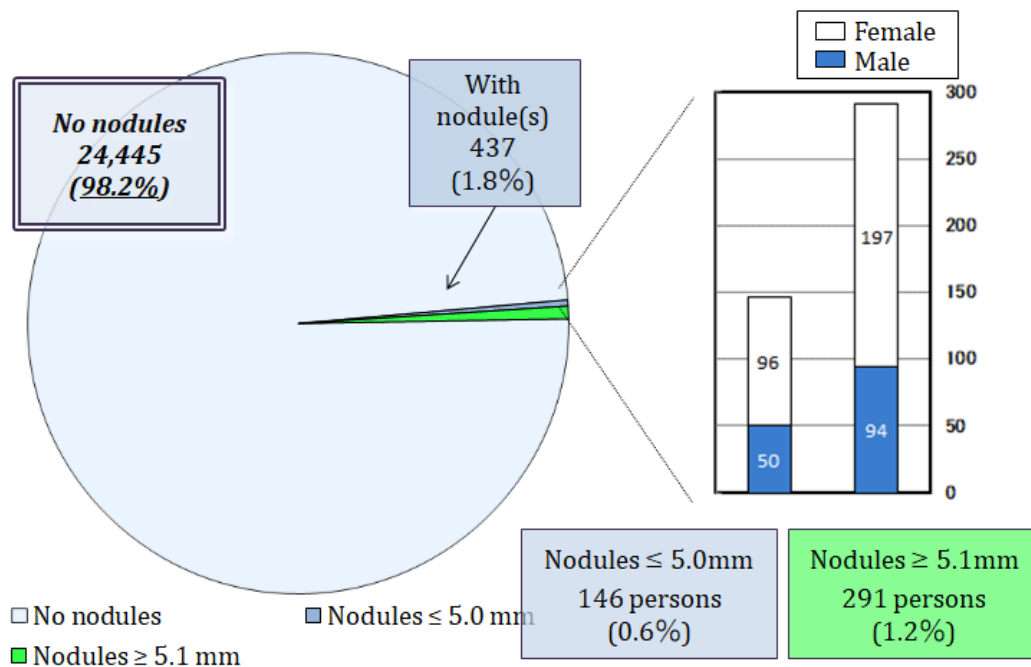 Female
Male
No nodules
24,445
(98.2%)
With
nodule(s)
437
(1.8%)
300
250
200
150
100
50
0
197
96
94
50
Nodules ≤ 5.0mm
146 persons
(0.6%)
Nodules ≥ 5.1mm
291 persons
(1.2%)
No nodules
Nodules ≤ 5.0 mm
Nodules ≥ 5.1 mm